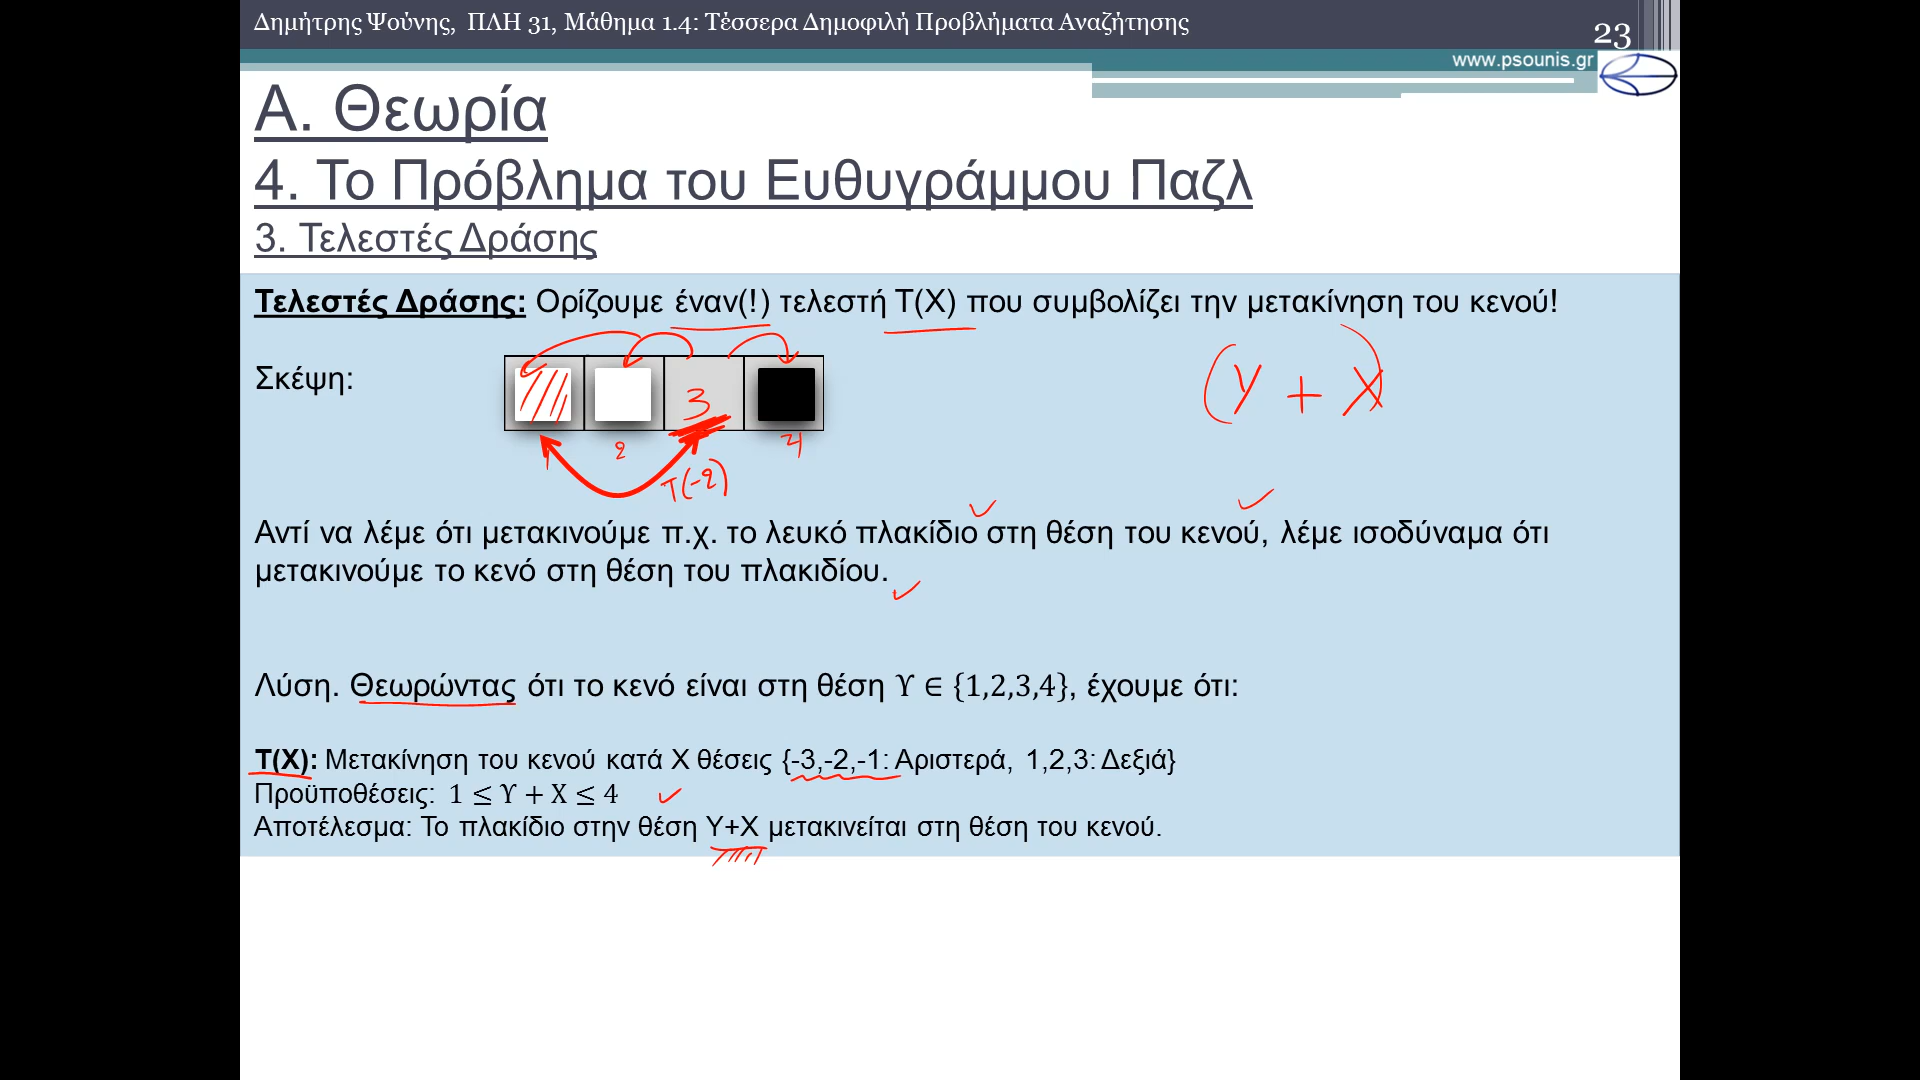 Δημήτρης Ψούνης, ΠΛΗ 31, Μάθημα 1.4: Τέσσερα Δημοφιλή Προβλήματα Αναζήτησης
23
www.psounis.gr
Α. Θεωρία
4. Το Πρόβλημα του Ευθυγράμμου Παζλ
3. Τελεστές Δράσης
Τελεστές Δράσης: Ορίζουμε έναν(!) τελεστή Τ(Χ) που συμβολίζει την μετακίνηση του κενού!
Σκέψη:
(Y + X)
3
1 2 4
T(-2)
Αντί να λέμε ότι μετακινούμε π.χ. το λευκό πλακίδιο στη θέση του κενού, λέμε ισοδύναμα ότι
μετακινούμε το κενό στη θέση του πλακιδίου.
Λύση. Θεωρώντας ότι το κενό είναι στη θέση Υ ∈ {1,2,3,4}, έχουμε ότι:
Τ(Χ): Μετακίνηση του κενού κατά Χ θέσεις {-3,-2,-1: Αριστερά, 1,2,3: Δεξιά}
Προϋποθέσεις: 1 ≤ Υ + Χ ≤ 4
Αποτέλεσμα: Το πλακίδιο στην θέση Υ+Χ μετακινείται στη θέση του κενού.